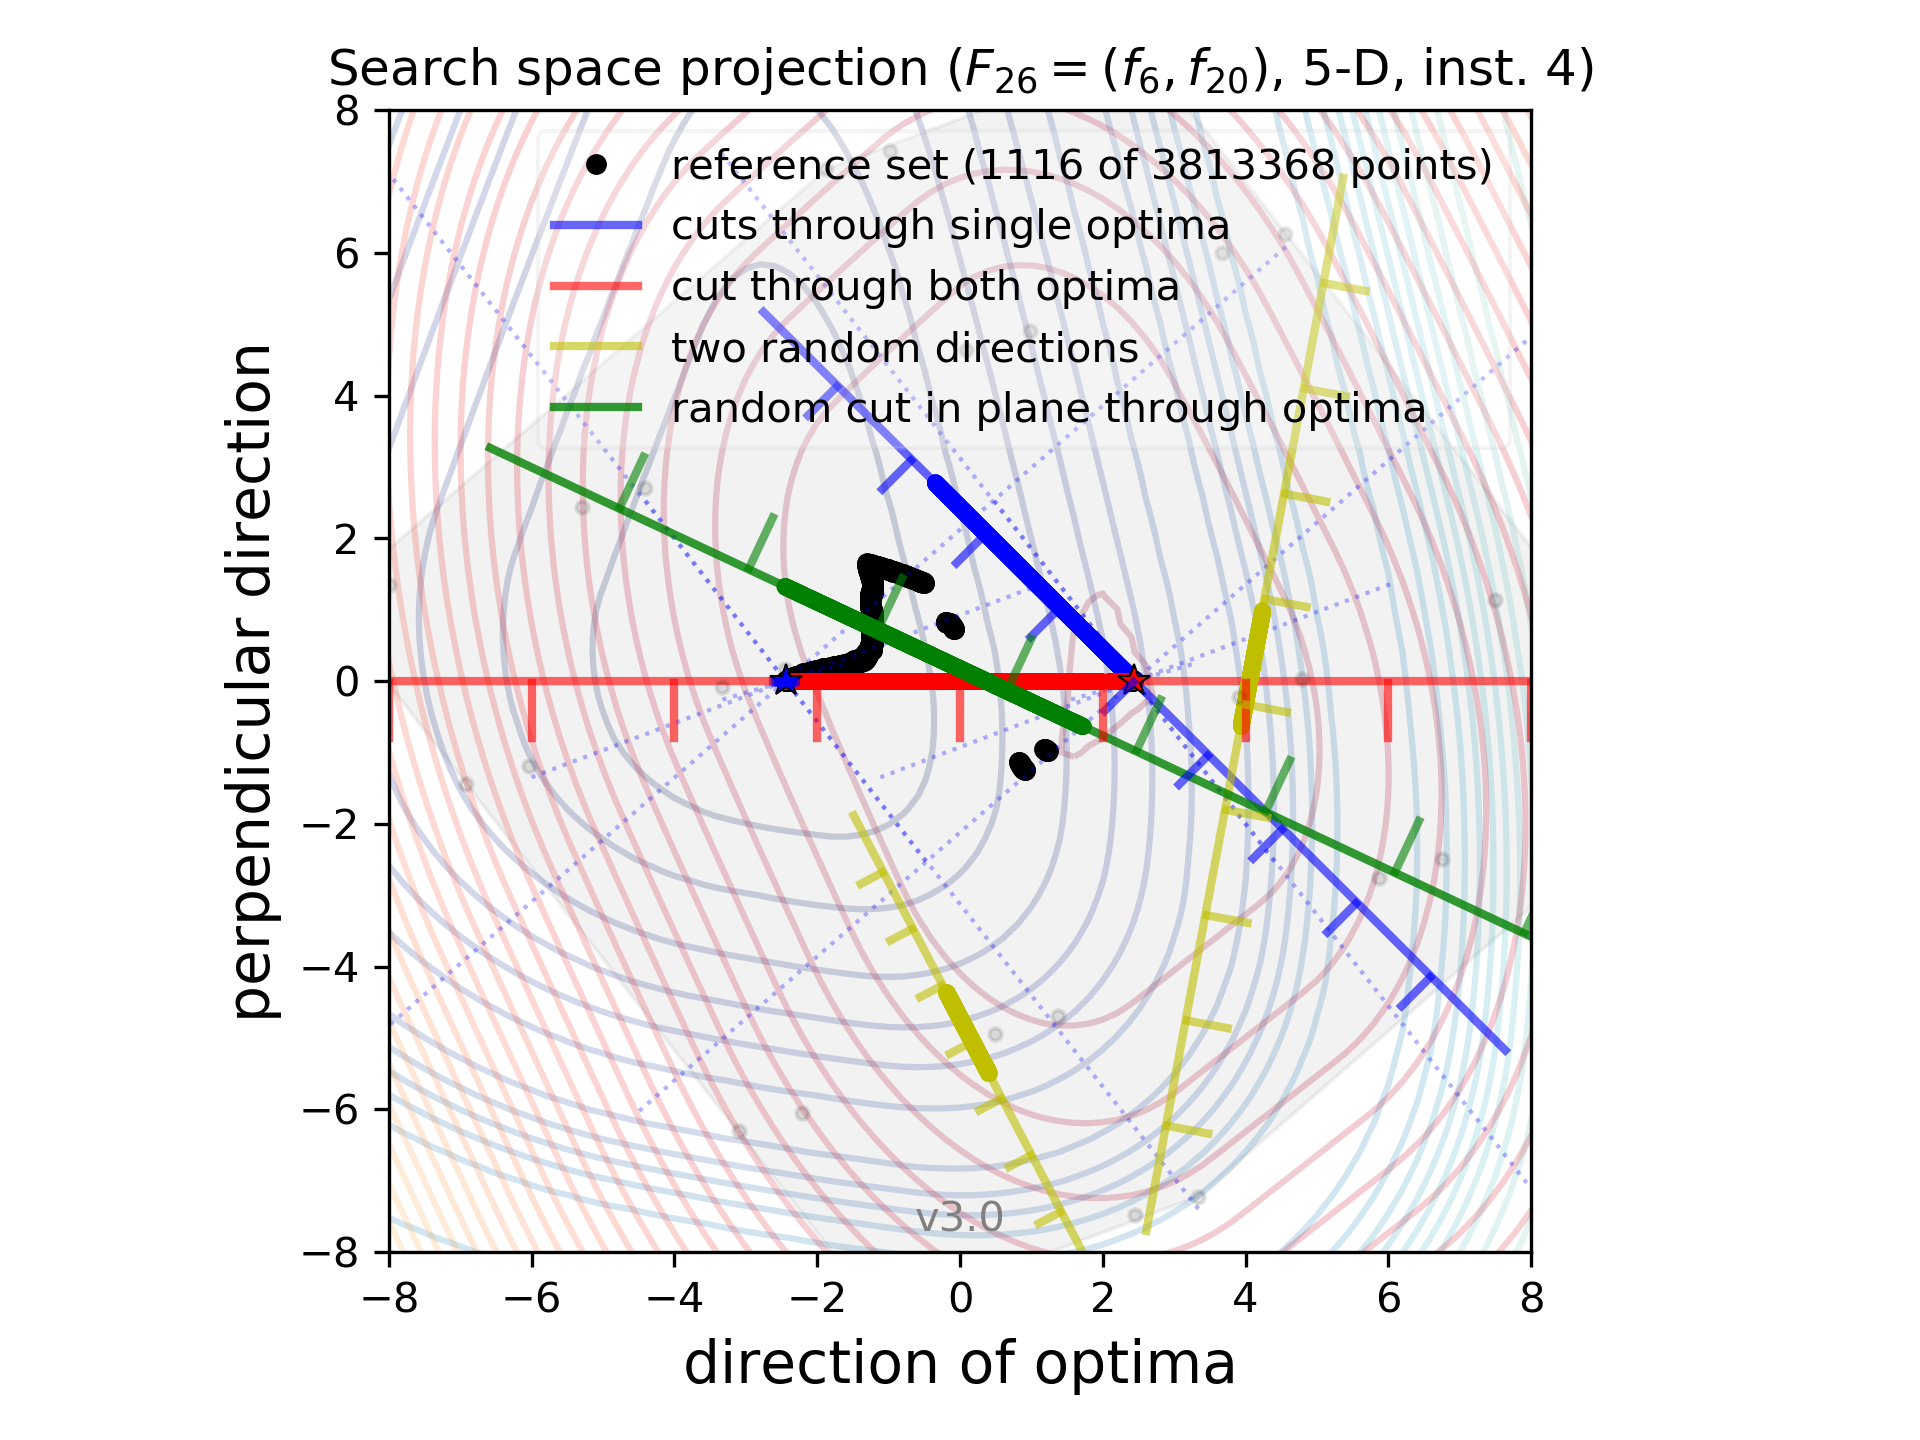 Search space projection (F26 = (f6, f20), 5-D, inst. 4)
8
6
4
2
0
−2
−4
−6
−8
perpendicular direction
reference set (1116 of 3813368 points)
cuts through single optima
cut through both optima
two random directions
random cut in plane through optima
v3.0
−8 −6 −4 −2 0 2 4 6 8
direction of optima